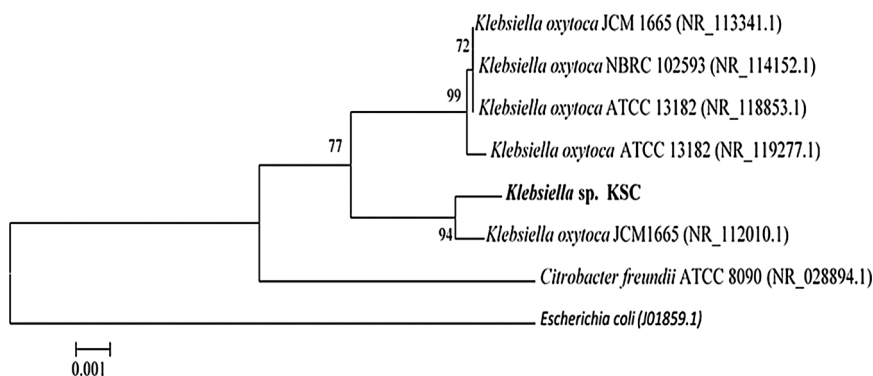 Klebsiella oxytoca JCM 1665 (NR_113341.1)
72
Klebsiella oxytoca NBRC 102593 (NR_114152.1)
99
Klebsiella oxytoca ATCC 13182 (NR_118853.1)
77
Klebsiella oxytoca ATCC 13182 (NR_119277.1)
Klebsiella sp. KSC
94
Klebsiella oxytoca JCM1665 (NR_112010.1)
Citrobacter freundii ATCC 8090 (NR_028894.1)
Escherichia coli (J01859.1)
0.001